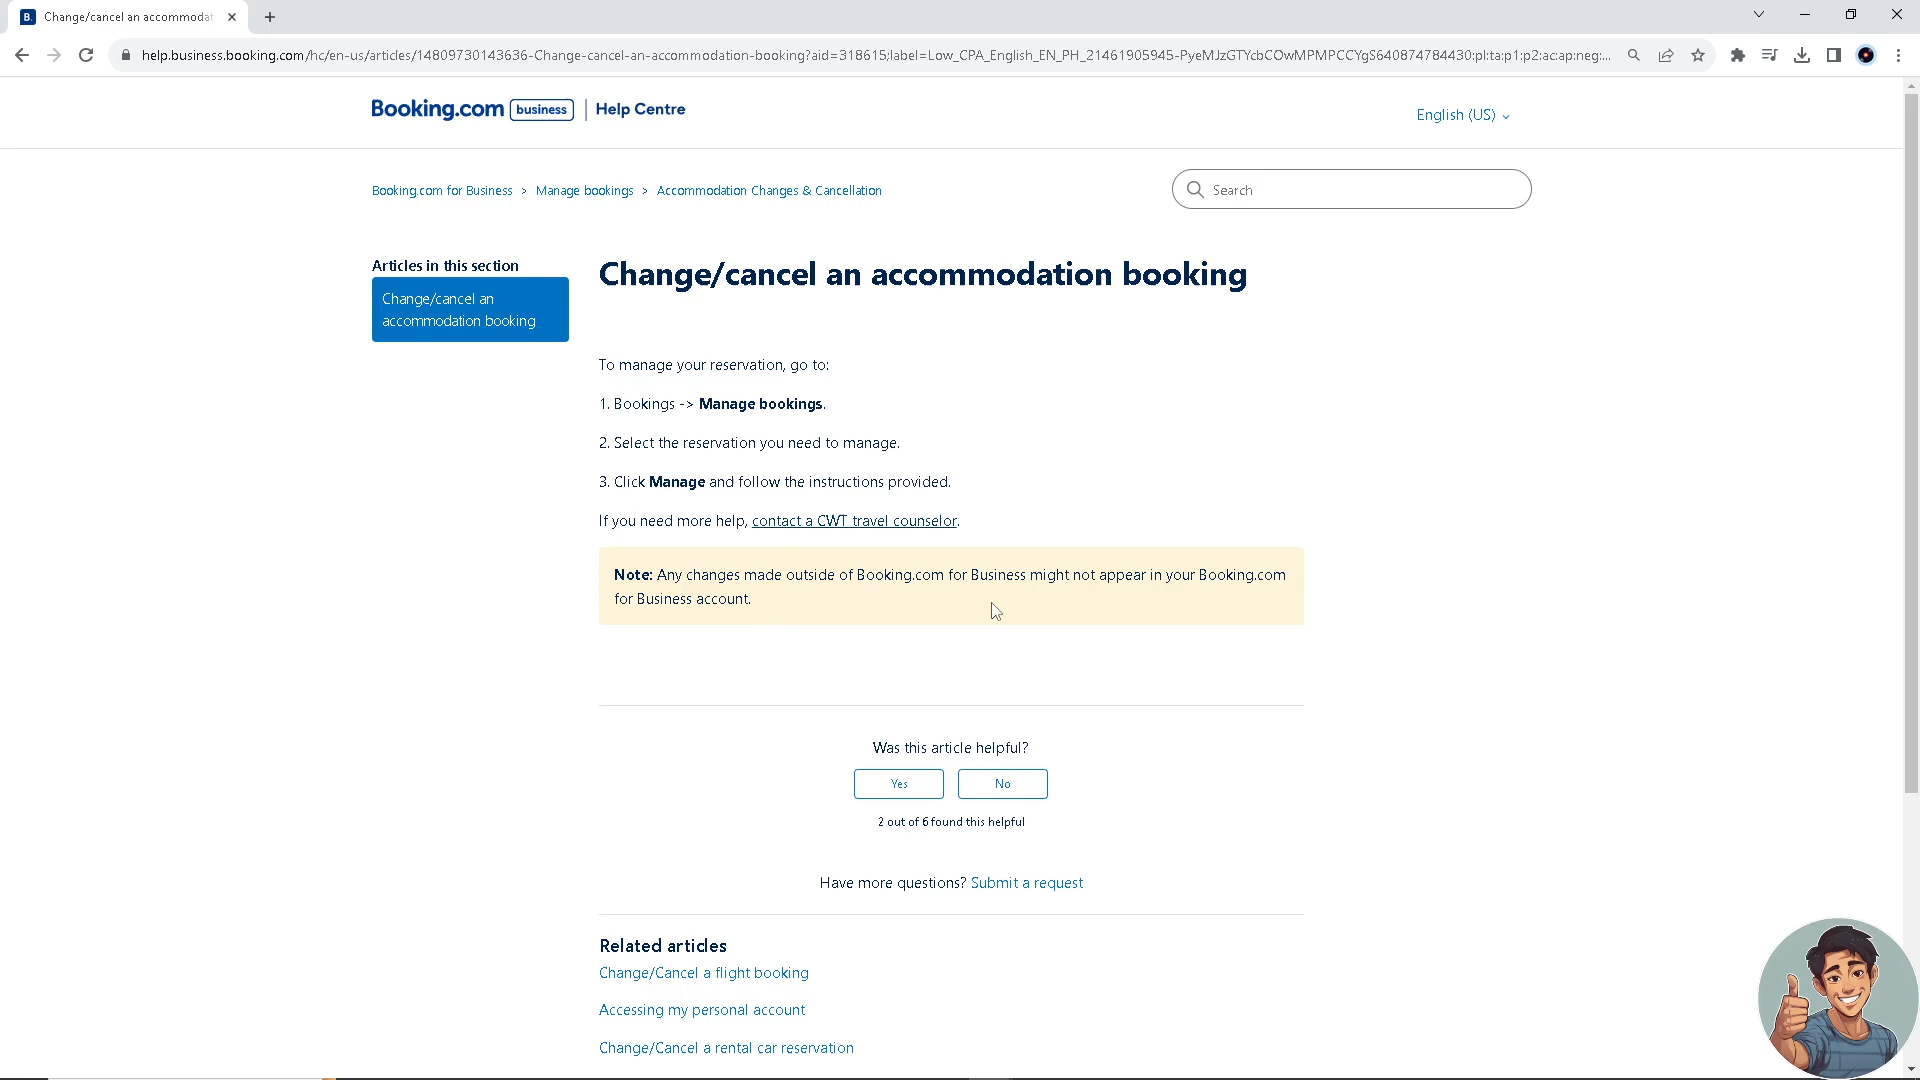 B. Change/cancel an accommodat
help.business.booking.com/hc/en-us/articles/14809730143636-Change-cancel-an-accommodation-booking?aid=318615;label=Low_CPA_English_EN_PH_21461905945-PyeMJzGTYcbCOwMPMPCCYgS640874784430:pl:ta:p1:p2:ac:ap:neg:...
Booking.com business | Help Centre
English (US)
Booking.com for Business > Manage bookings > Accommodation Changes & Cancellation
Search
Articles in this section
Change/cancel an
accommodation booking
Change/cancel an accommodation booking
To manage your reservation, go to:
1. Bookings -> Manage bookings.
2. Select the reservation you need to manage.
3. Click Manage and follow the instructions provided.
If you need more help, contact a CWT travel counselor.
Note: Any changes made outside of Booking.com for Business might not appear in your Booking.com
for Business account.
Was this article helpful?
Yes No
2 out of 6 found this helpful
Have more questions? Submit a request
Related articles
Change/Cancel a flight booking
Accessing my personal account
Change/Cancel a rental car reservation